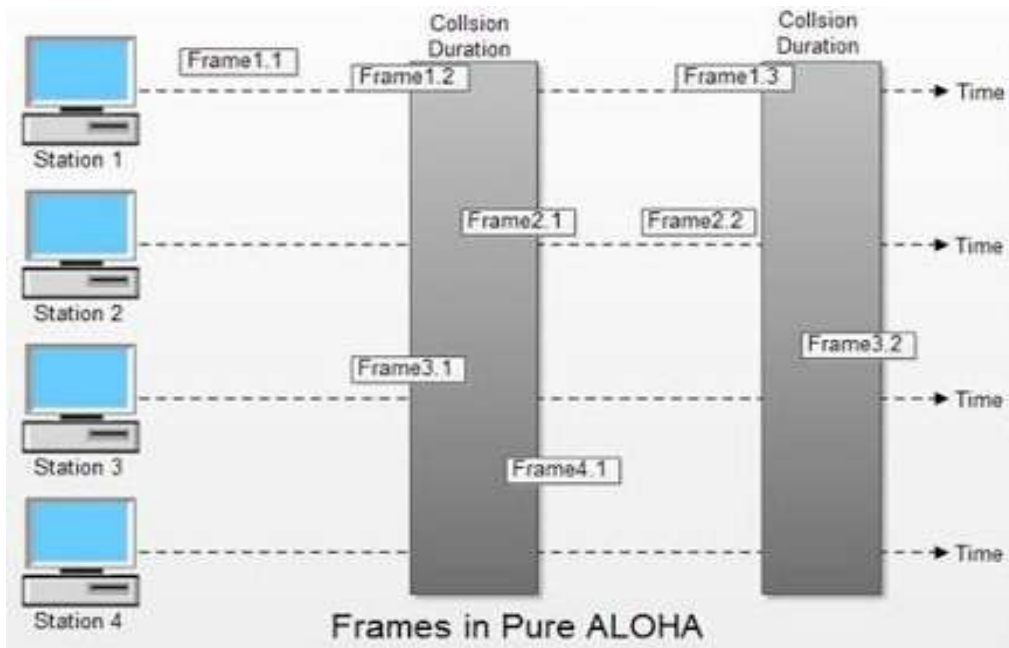 Collsion
Duration
Collsion
Duration
Frame1.1
Frame1.2
Frame1.3
Time
Station 1
Frame2.1
Frame2.2
Time
Station 2
Frame3.1
Frame3.2
Time
Station 3
Frame4.1
Time
Station 4
Frames in Pure ALOHA